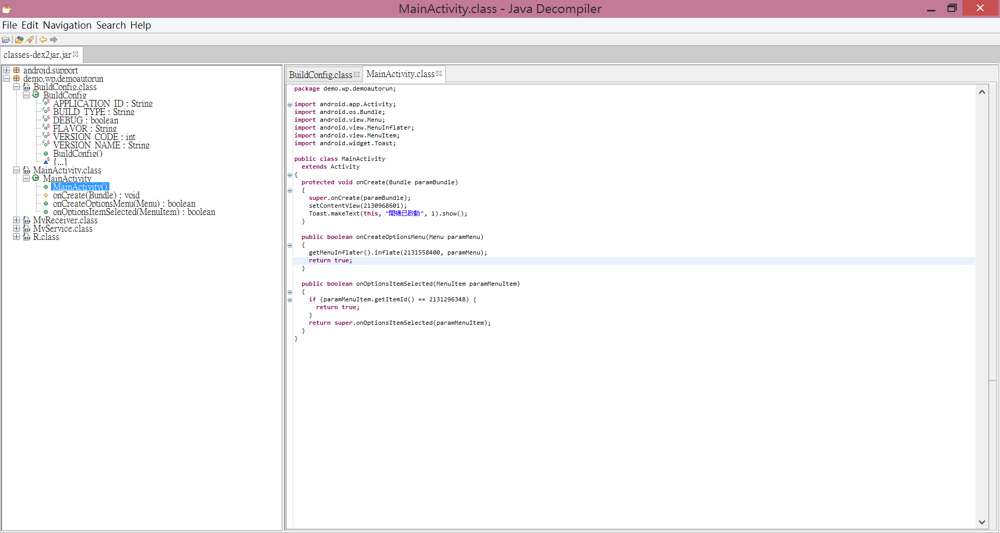 MainActivity.class - Java Decompiler
File Edit Navigation Search Help
classes-dex2jar.jar
android.support
demo.wp.demoautorun
BuildConfig.class
BuildConfig
APPLICATION_ID : String
BUILD_TYPE : String
DEBUG : boolean
FLAVOR : String
VERSION_CODE : int
VERSION_NAME : String
BuildConfig()
{...}
MainActivity.class
MainActivity
MainActivity()
onCreate(Bundle) : void
onCreateOptionsMenu(Menu) : boolean
onOptionsItemSelected(MenuItem) : boolean
MyReceiver.class
MyService.class
R.class
BuildConfig.class MainActivity.class
package demo.wp.demoautorun;
import android.app.Activity;
import android.os.Bundle;
import android.view.Menu;
import android.view.MenuInflater;
import android.view.MenuItem;
import android.widget.Toast;
public class MainActivity
extends Activity
{
protected void onCreate(Bundle paramBundle)
{
super.onCreate(paramBundle);
setContentView(2130968601);
Toast.makeText(this, "開機已啟動", 1).show();
}
public boolean onCreateOptionsMenu(Menu paramMenu)
{
getMenuInflater().inflate(2131558400, paramMenu);
return true;
}
public boolean onOptionsItemSelected(MenuItem paramMenuItem)
{
if (paramMenuItem.getItemId() == 2131296348) {
return true;
}
return super.onOptionsItemSelected(paramMenuItem);
}
}